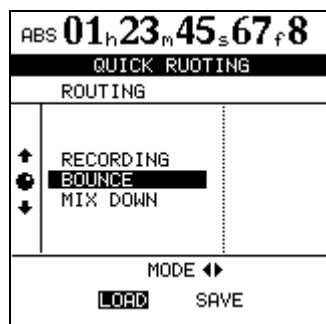 ABS 01h23m45s67f8
QUICK RUOTING
ROUTING
RECORDING
BOUNCE
MIX DOWN
MODE
LOAD SAVE